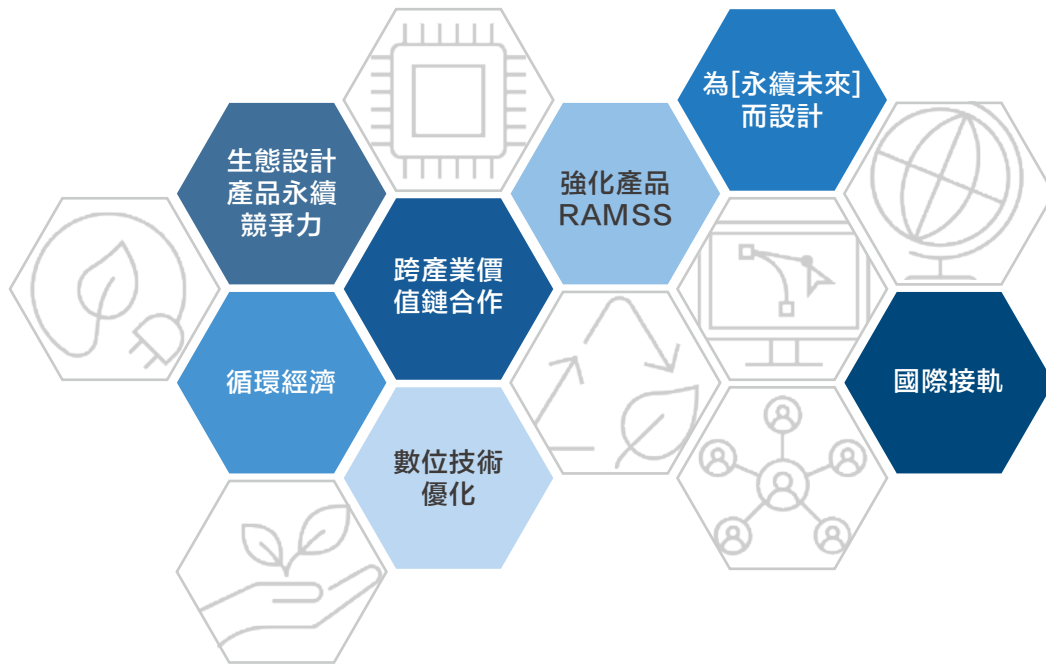 為[永續未來]
而設計
生態設計
產品永續
競爭力
強化產品
RAMSS
跨產業價
值鏈合作
循環經濟
國際接軌
數位技術
優化